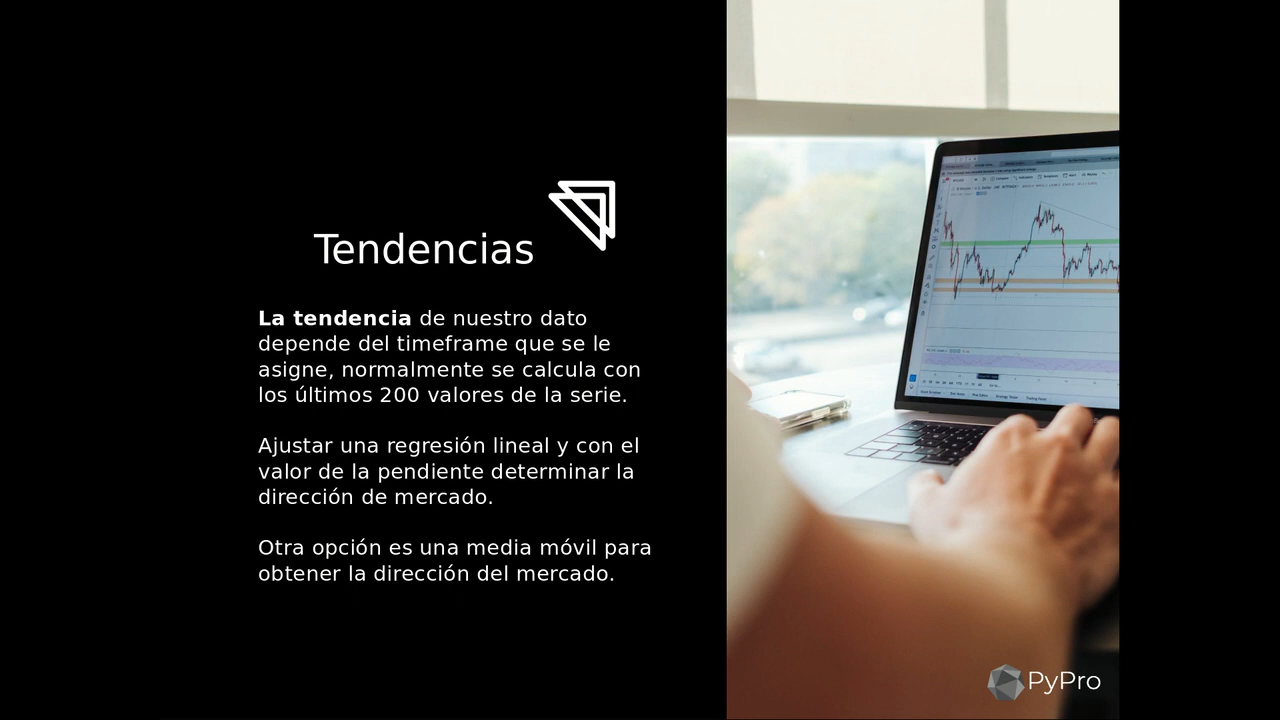 Tendencias
La tendencia de nuestro dato
depende del timeframe que se le
asigne, normalmente se calcula con
los últimos 200 valores de la serie.
Ajustar una regresión lineal y con el
valor de la pendiente determinar la
dirección de mercado.
Otra opción es una media móvil para
obtener la dirección del mercado.
PyPro